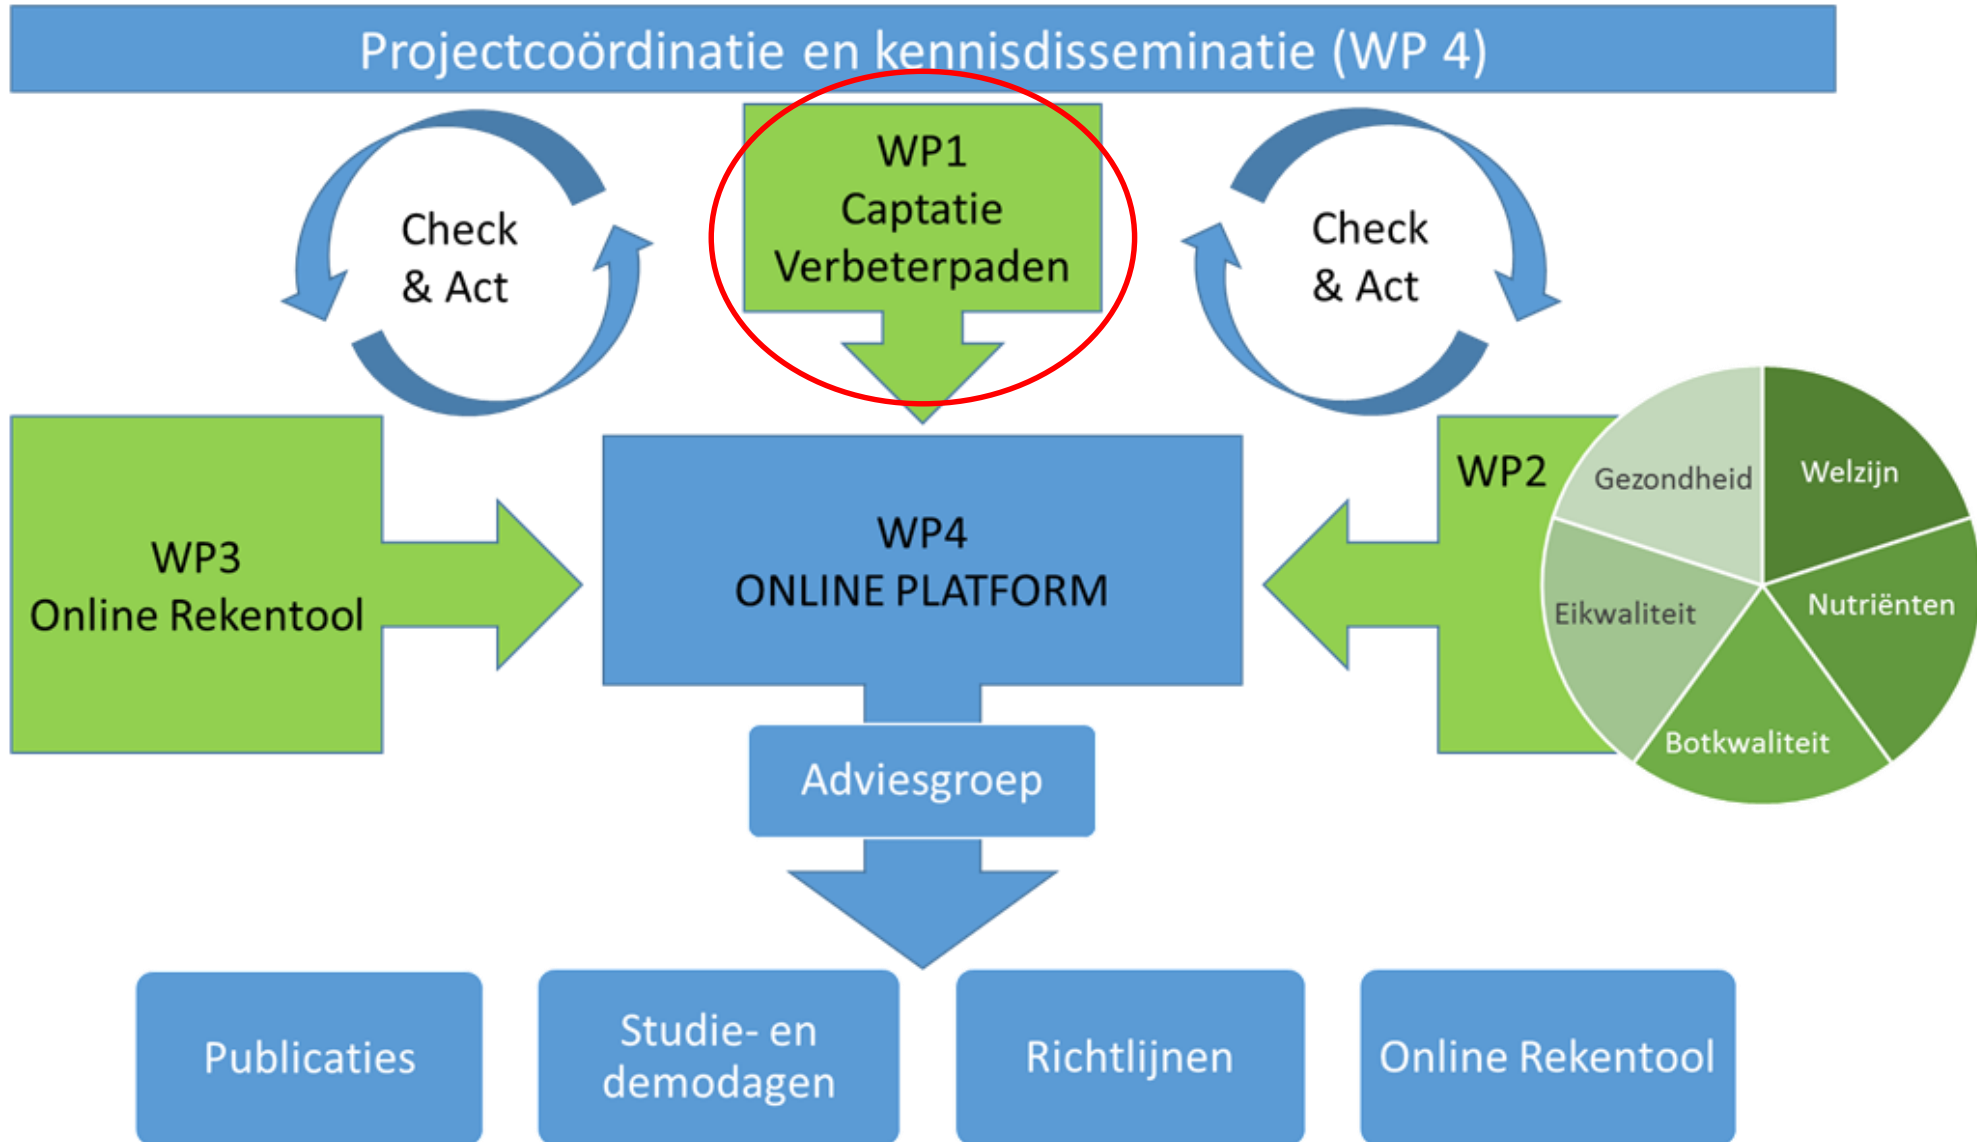 Projectcoördinatie en kennisdisseminatie (WP 4)
WP1
Captatie
Verbeterpaden
Check
& Act
Check
& Act
WP3
Online Rekentool
WP4
ONLINE PLATFORM
WP2
Gezondheid
Welzijn
Eikwaliteit
Nutriënten
Botkwaliteit
Adviesgroep
Publicaties
Studie- en
demodagen
Richtlijnen
Online Rekentool